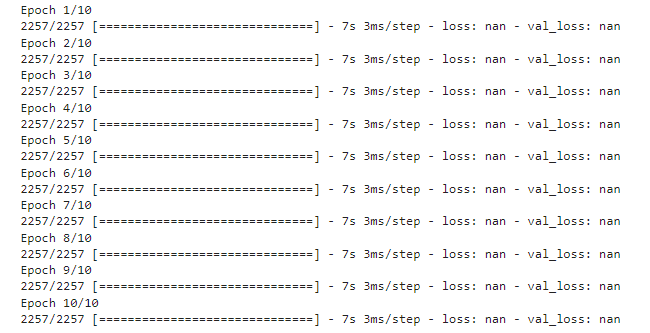 Epoch 1/10
2257/2257 [==============================] - 7s 3ms/step - loss: nan - val_loss: nan
Epoch 2/10
2257/2257 [==============================] - 7s 3ms/step - loss: nan - val_loss: nan
Epoch 3/10
2257/2257 [==============================] - 7s 3ms/step - loss: nan - val_loss: nan
Epoch 4/10
2257/2257 [==============================] - 7s 3ms/step - loss: nan - val_loss: nan
Epoch 5/10
2257/2257 [==============================] - 7s 3ms/step - loss: nan - val_loss: nan
Epoch 6/10
2257/2257 [==============================] - 7s 3ms/step - loss: nan - val_loss: nan
Epoch 7/10
2257/2257 [==============================] - 7s 3ms/step - loss: nan - val_loss: nan
Epoch 8/10
2257/2257 [==============================] - 7s 3ms/step - loss: nan - val_loss: nan
Epoch 9/10
2257/2257 [==============================] - 7s 3ms/step - loss: nan - val_loss: nan
Epoch 10/10
2257/2257 [==============================] - 7s 3ms/step - loss: nan - val_loss: nan